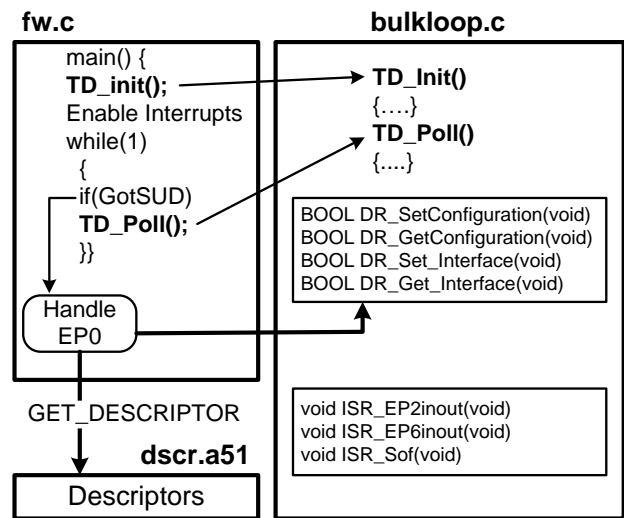 fw.c
main() {
TD_init();
Enable Interrupts
while(1)
{
if(GotSUD)
TD_Poll();
}}
Handle
EP0
GET_DESCRIPTOR
dscr.a51
Descriptors
bulkloop.c
TD_Init()
{....}
TD_Poll()
{....}
BOOL DR_SetConfiguration(void)
BOOL DR_GetConfiguration(void)
BOOL DR_Set_Interface(void)
BOOL DR_Get_Interface(void)
void ISR_EP2inout(void)
void ISR_EP6inout(void)
void ISR_Sof(void)